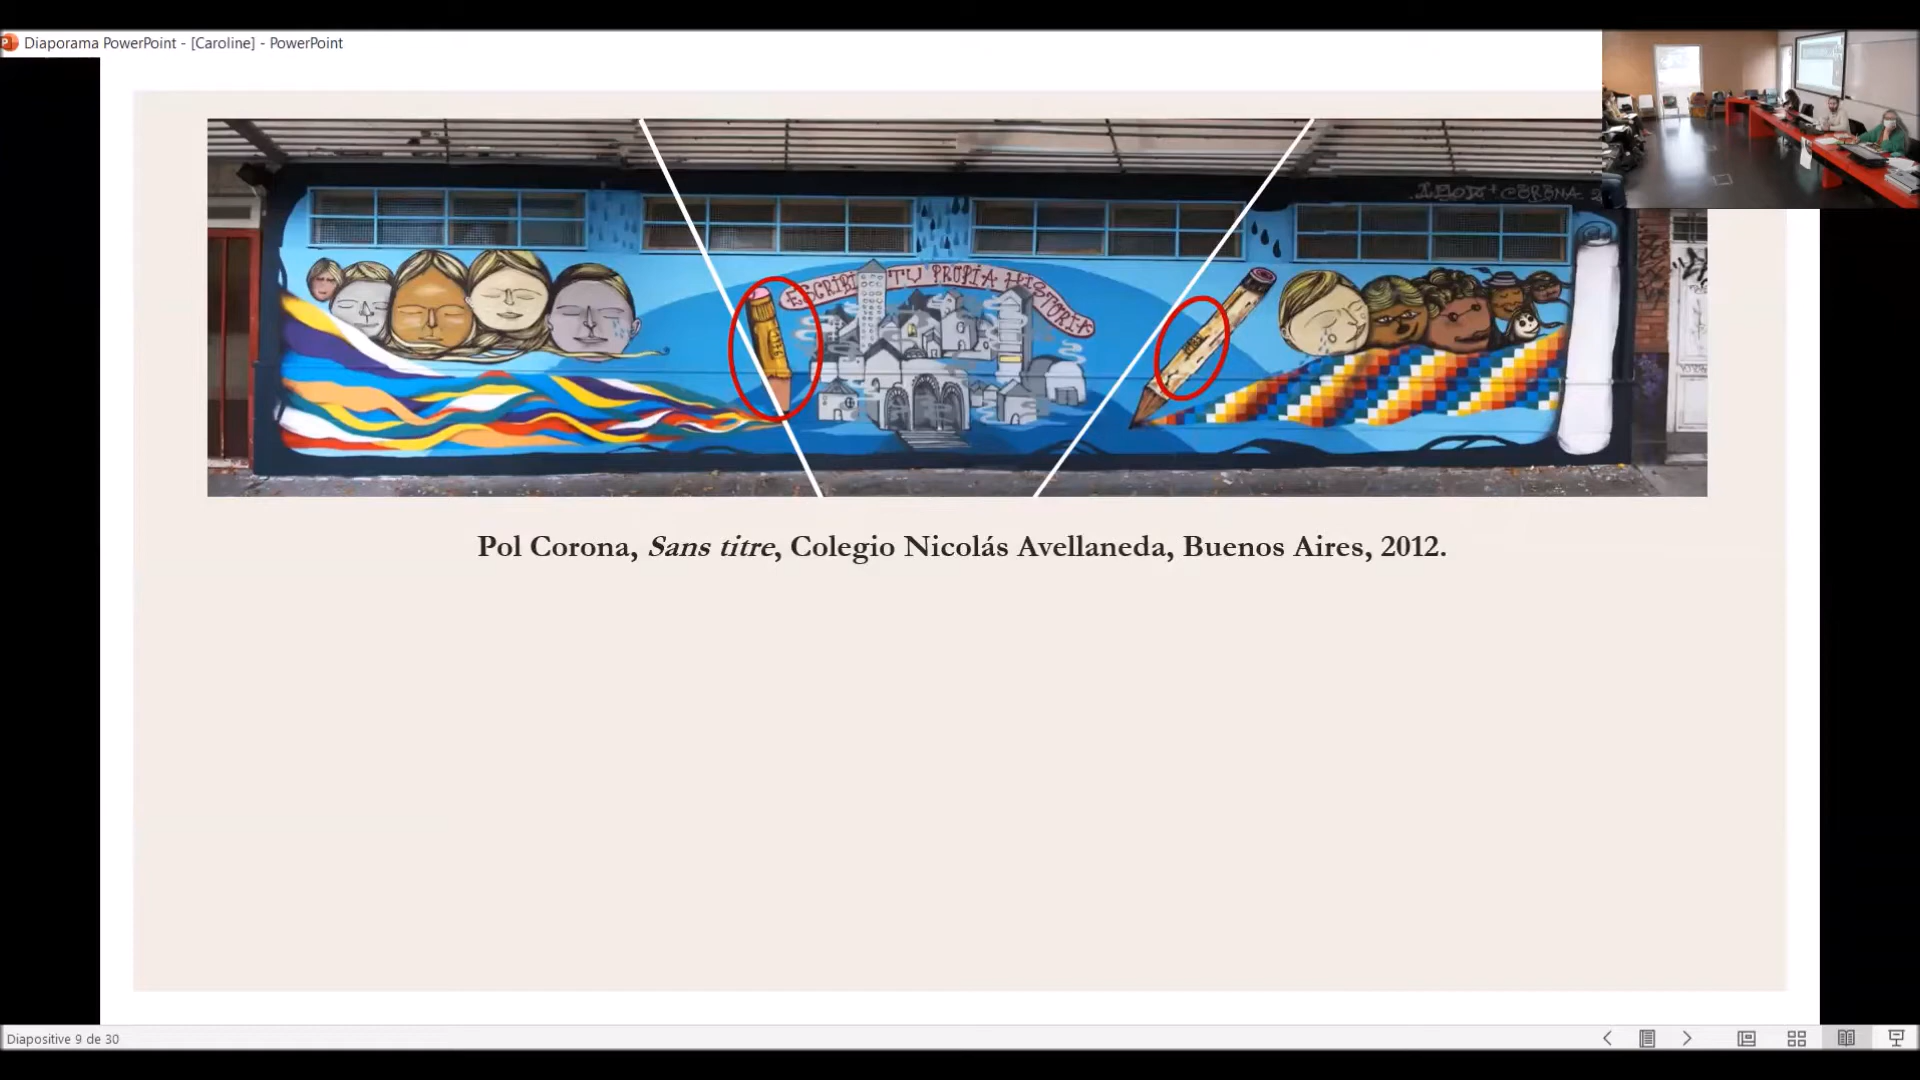 Diaporama PowerPoint - [Caroline] - PowerPoint
ESCRIBÍ TU PROPIA HISTORIA
Pol Corona, Sans titre, Colegio Nicolás Avellaneda, Buenos Aires, 2012.
Diapositive 9 de 30